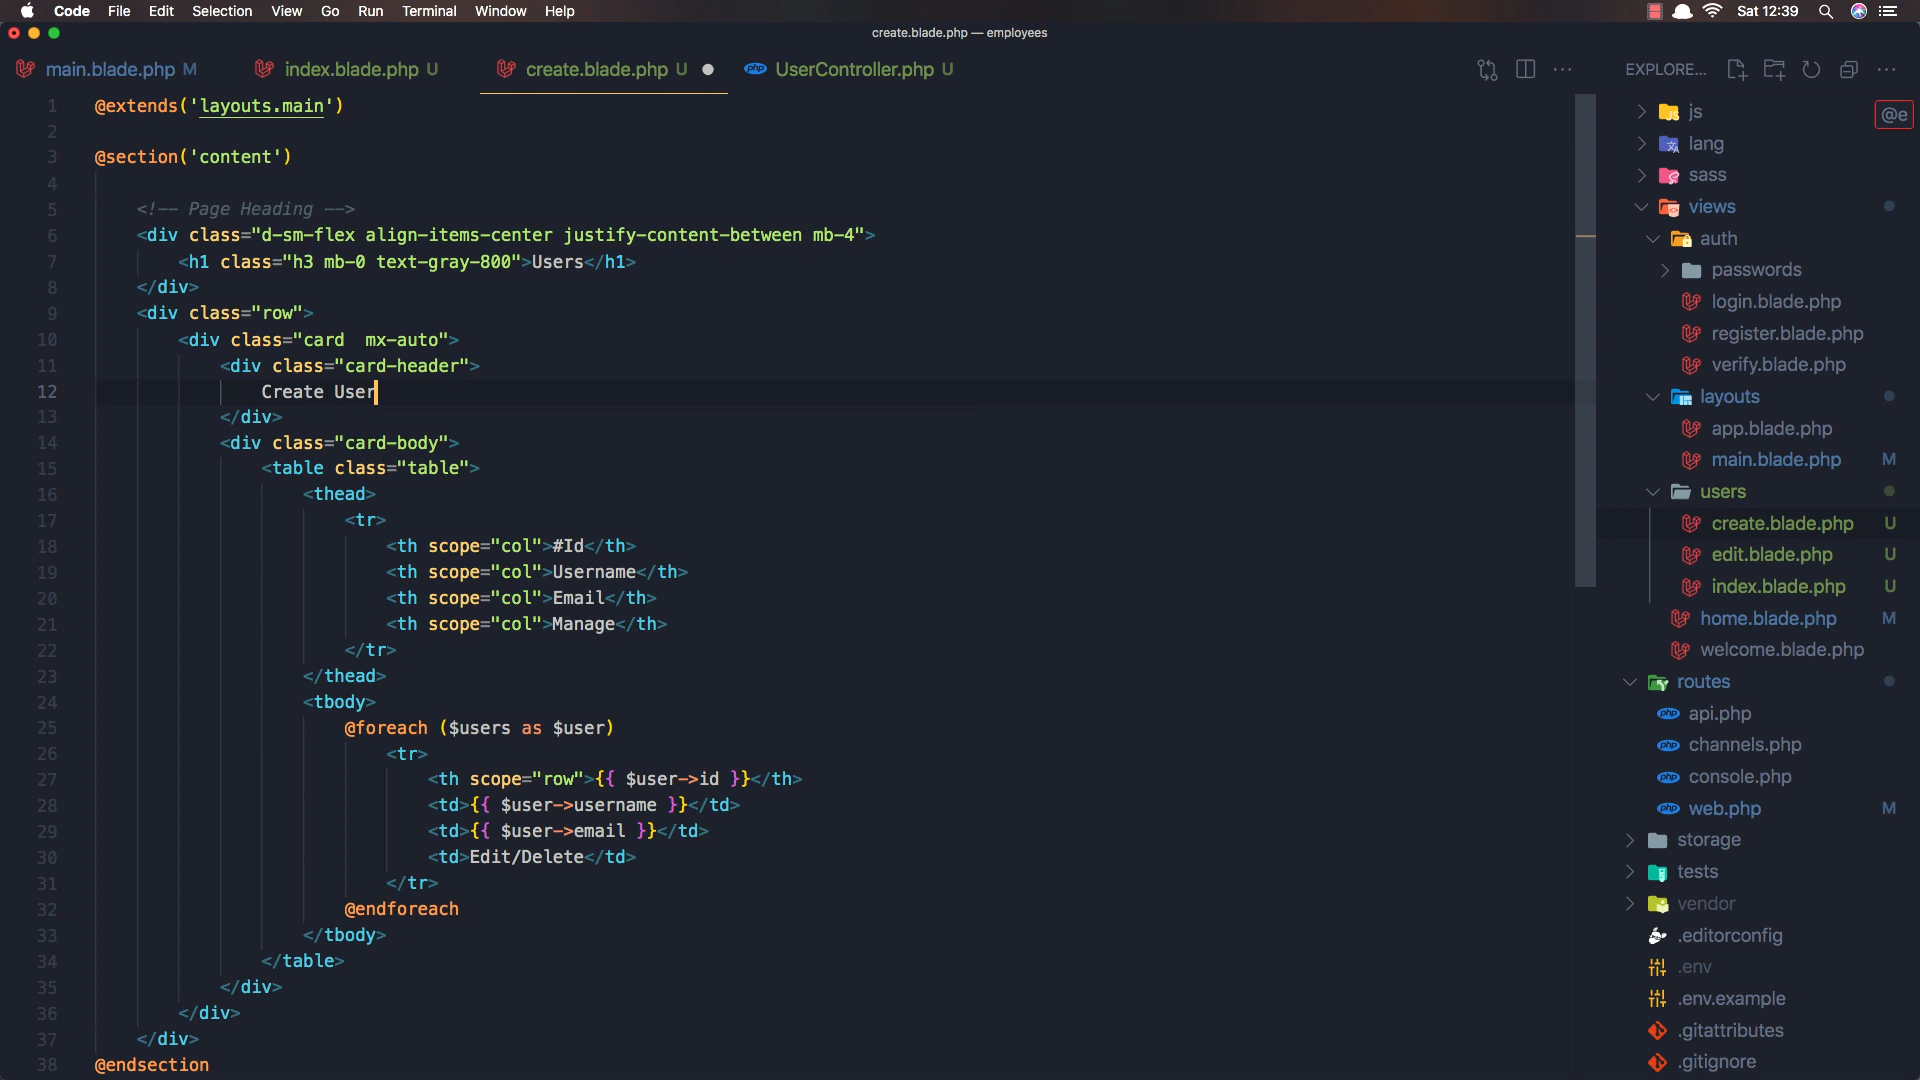 Code File Edit Selection View Go Run Terminal Window Help Sat 12:39
create.blade.php — employees
main.blade.php M index.blade.php U create.blade.php U UserController.php U
EXPLORE...
1 @extends('layouts.main')
2
3 @section('content')
4
5 <!-- Page Heading -->
6 <div class="d-sm-flex align-items-center justify-content-between mb-4">
7 <h1 class="h3 mb-0 text-gray-800">Users</h1>
8 </div>
9 <div class="row">
10 <div class="card  mx-auto">
11 <div class="card-header">
12 Create User
13 </div>
14 <div class="card-body">
15 <table class="table">
16 <thead>
17 <tr>
18 <th scope="col">#Id</th>
19 <th scope="col">Username</th>
20 <th scope="col">Email</th>
21 <th scope="col">Manage</th>
22 </tr>
23 </thead>
24 <tbody>
25 @foreach ($users as $user)
26 <tr>
27 <th scope="row">{{ $user->id }}</th>
28 <td>{{ $user->username }}</td>
29 <td>{{ $user->email }}</td>
30 <td>Edit/Delete</td>
31 </tr>
32 @endforeach
33 </tbody>
34 </table>
35 </div>
36 </div>
37 </div>
38 @endsection
js
@e
lang
sass
views
auth
passwords
login.blade.php
register.blade.php
verify.blade.php
layouts
app.blade.php
main.blade.php M
users
create.blade.php U
edit.blade.php U
index.blade.php U
home.blade.php M
welcome.blade.php
routes
php api.php
php channels.php
php console.php
php web.php M
storage
tests
vendor
.editorconfig
.env
.env.example
.gitattributes
.gitignore